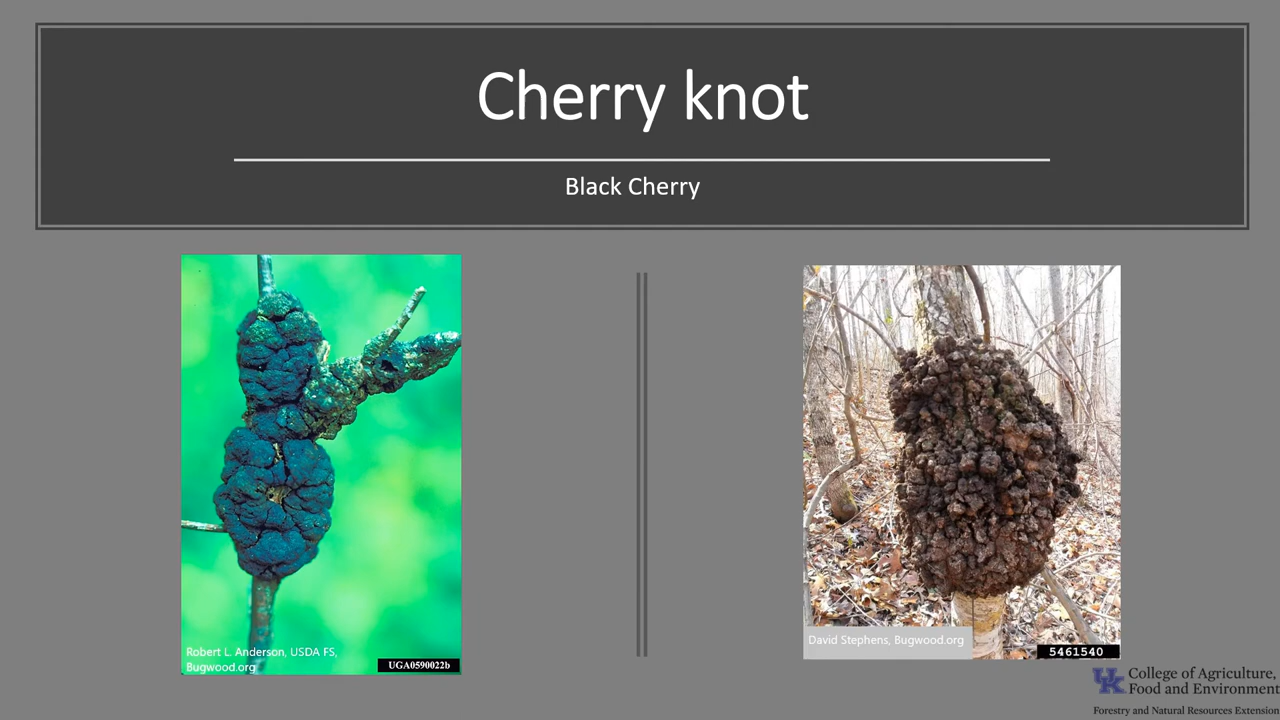 Cherry knot
Black Cherry
Robert L. Anderson, USDA FS,
Bugwood.org
UGA0590022b
David Stephens, Bugwood.org
5461540
UK
College of Agriculture,
Food and Environment
Forestry and Natural Resources Extension